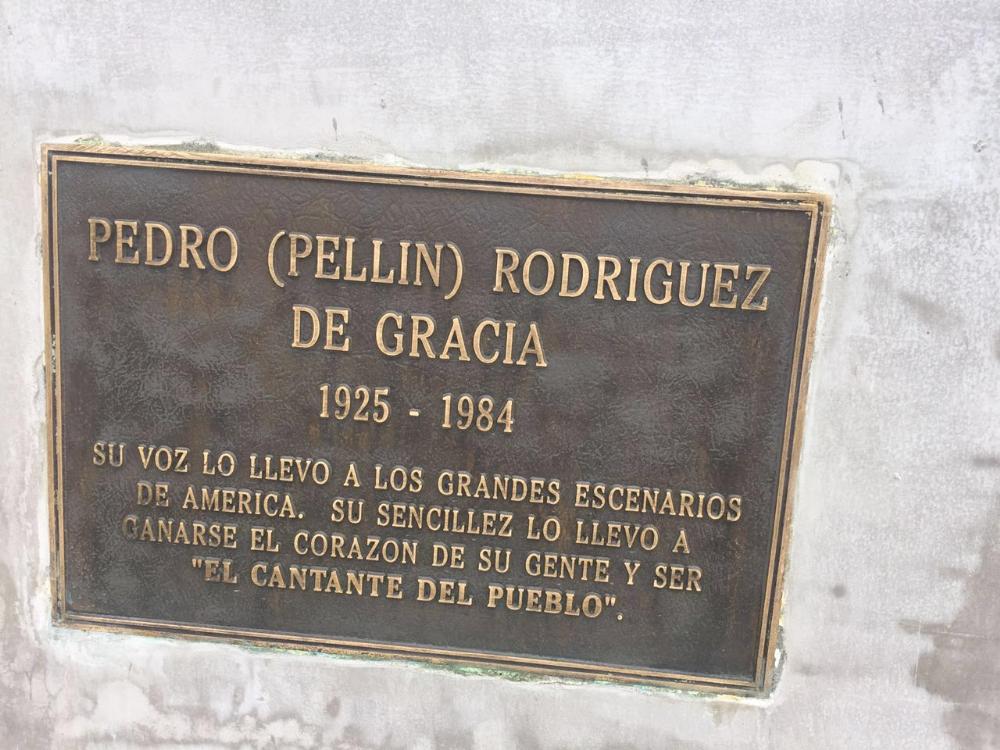 PEDRO (PELLIN) RODRIGUEZ
DE GRACIA
1925 - 1984
SU VOZ LO LLEVO A LOS GRANDES ESCENARIOS
DE AMERICA. SU SENCILLEZ LO LLEVO A
GANARSE EL CORAZON DE SU GENTE Y SER
"EL CANTANTE DEL PUEBLO".